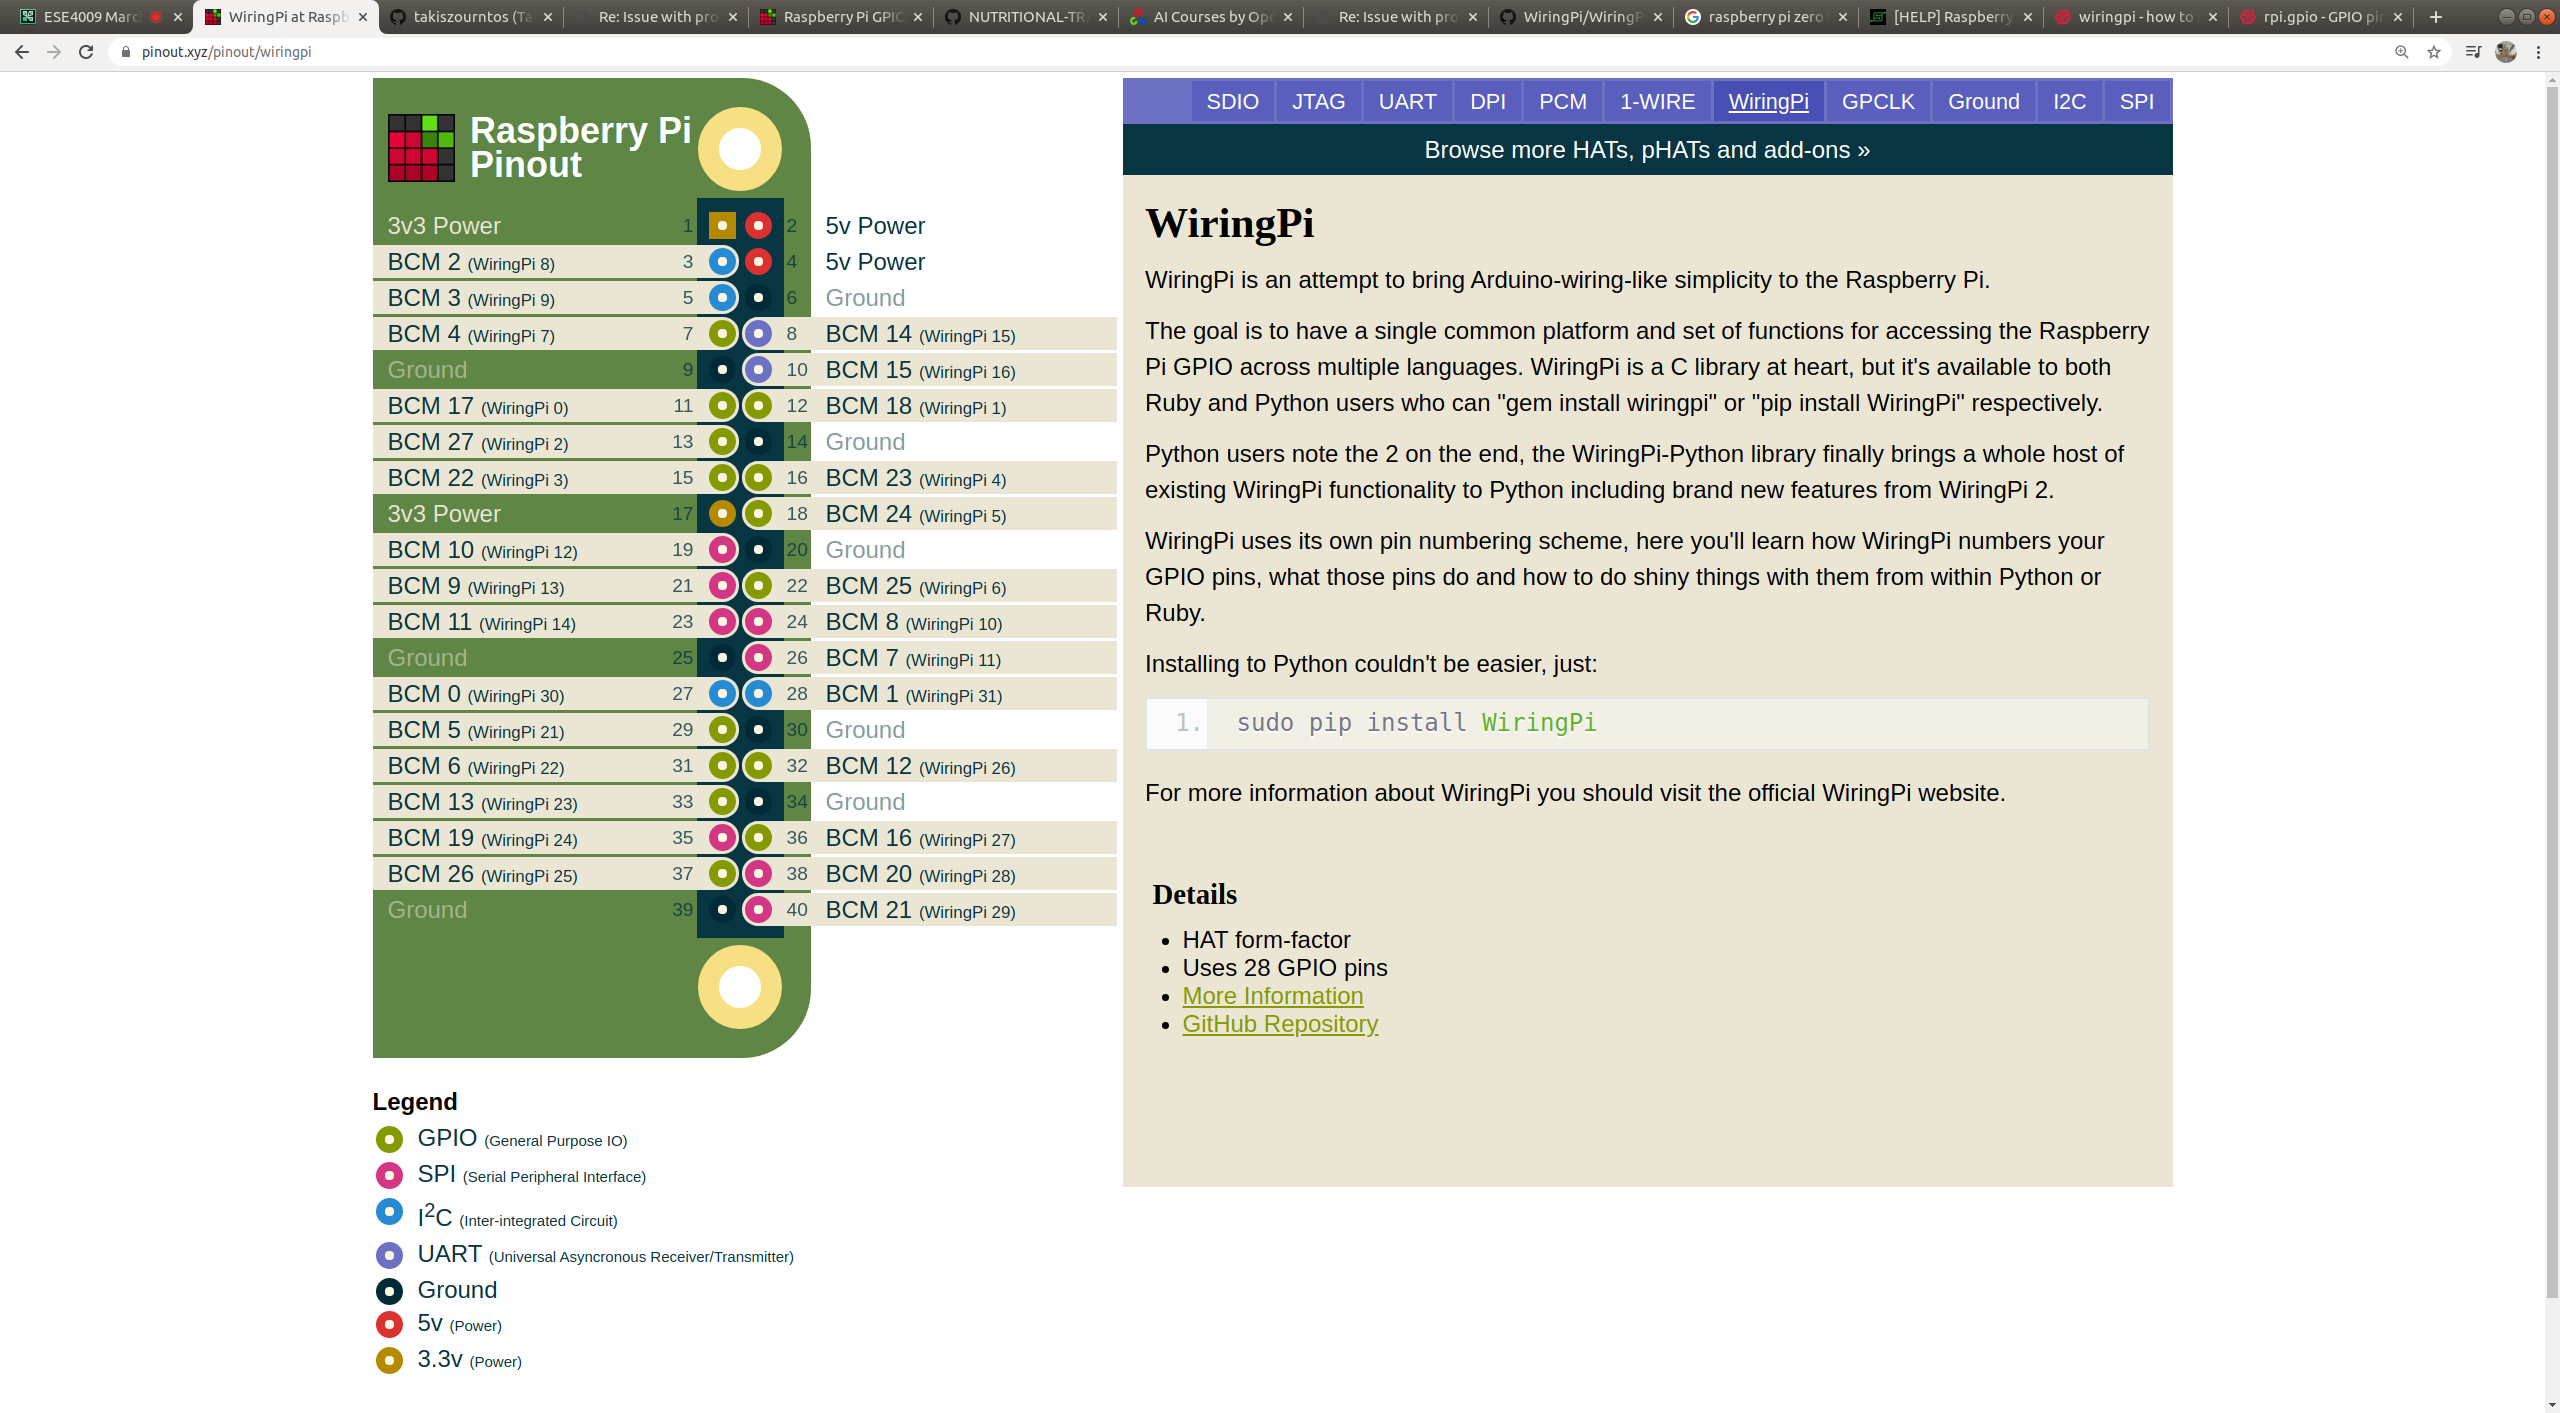 ESE4009 Marc
WiringPi at Raspb
takiszourntos (Ta
Re: Issue with pro
Raspberry Pi GPIO
NUTRITIONAL-TR
AI Courses by Ope
Re: Issue with pro
WiringPi/WiringP
raspberry pi zero
[HELP] Raspberry
wiringpi - how to
rpi.gpio - GPIO pi
pinout.xyz/pinout/wiringpi
Raspberry Pi
Pinout
3v3 Power 1 2 5v Power
BCM 2 (WiringPi 8) 3 4 5v Power
BCM 3 (WiringPi 9) 5 6 Ground
BCM 4 (WiringPi 7) 7 8 BCM 14 (WiringPi 15)
Ground 9 10 BCM 15 (WiringPi 16)
BCM 17 (WiringPi 0) 11 12 BCM 18 (WiringPi 1)
BCM 27 (WiringPi 2) 13 14 Ground
BCM 22 (WiringPi 3) 15 16 BCM 23 (WiringPi 4)
3v3 Power 17 18 BCM 24 (WiringPi 5)
BCM 10 (WiringPi 12) 19 20 Ground
BCM 9 (WiringPi 13) 21 22 BCM 25 (WiringPi 6)
BCM 11 (WiringPi 14) 23 24 BCM 8 (WiringPi 10)
Ground 25 26 BCM 7 (WiringPi 11)
BCM 0 (WiringPi 30) 27 28 BCM 1 (WiringPi 31)
BCM 5 (WiringPi 21) 29 30 Ground
BCM 6 (WiringPi 22) 31 32 BCM 12 (WiringPi 26)
BCM 13 (WiringPi 23) 33 34 Ground
BCM 19 (WiringPi 24) 35 36 BCM 16 (WiringPi 27)
BCM 26 (WiringPi 25) 37 38 BCM 20 (WiringPi 28)
Ground 39 40 BCM 21 (WiringPi 29)
Legend
GPIO (General Purpose IO)
SPI (Serial Peripheral Interface)
I2C (Inter-integrated Circuit)
UART (Universal Asyncronous Receiver/Transmitter)
Ground
5v (Power)
3.3v (Power)
SDIO JTAG UART DPI PCM 1-WIRE WiringPi GPCLK Ground I2C SPI
Browse more HATs, pHATs and add-ons »
WiringPi
WiringPi is an attempt to bring Arduino-wiring-like simplicity to the Raspberry Pi.
The goal is to have a single common platform and set of functions for accessing the Raspberry
Pi GPIO across multiple languages. WiringPi is a C library at heart, but it's available to both
Ruby and Python users who can "gem install wiringpi" or "pip install WiringPi" respectively.
Python users note the 2 on the end, the WiringPi-Python library finally brings a whole host of
existing WiringPi functionality to Python including brand new features from WiringPi 2.
WiringPi uses its own pin numbering scheme, here you'll learn how WiringPi numbers your
GPIO pins, what those pins do and how to do shiny things with them from within Python or
Ruby.
Installing to Python couldn't be easier, just:
1. sudo pip install WiringPi
For more information about WiringPi you should visit the official WiringPi website.
Details
• HAT form-factor
• Uses 28 GPIO pins
• More Information
• GitHub Repository